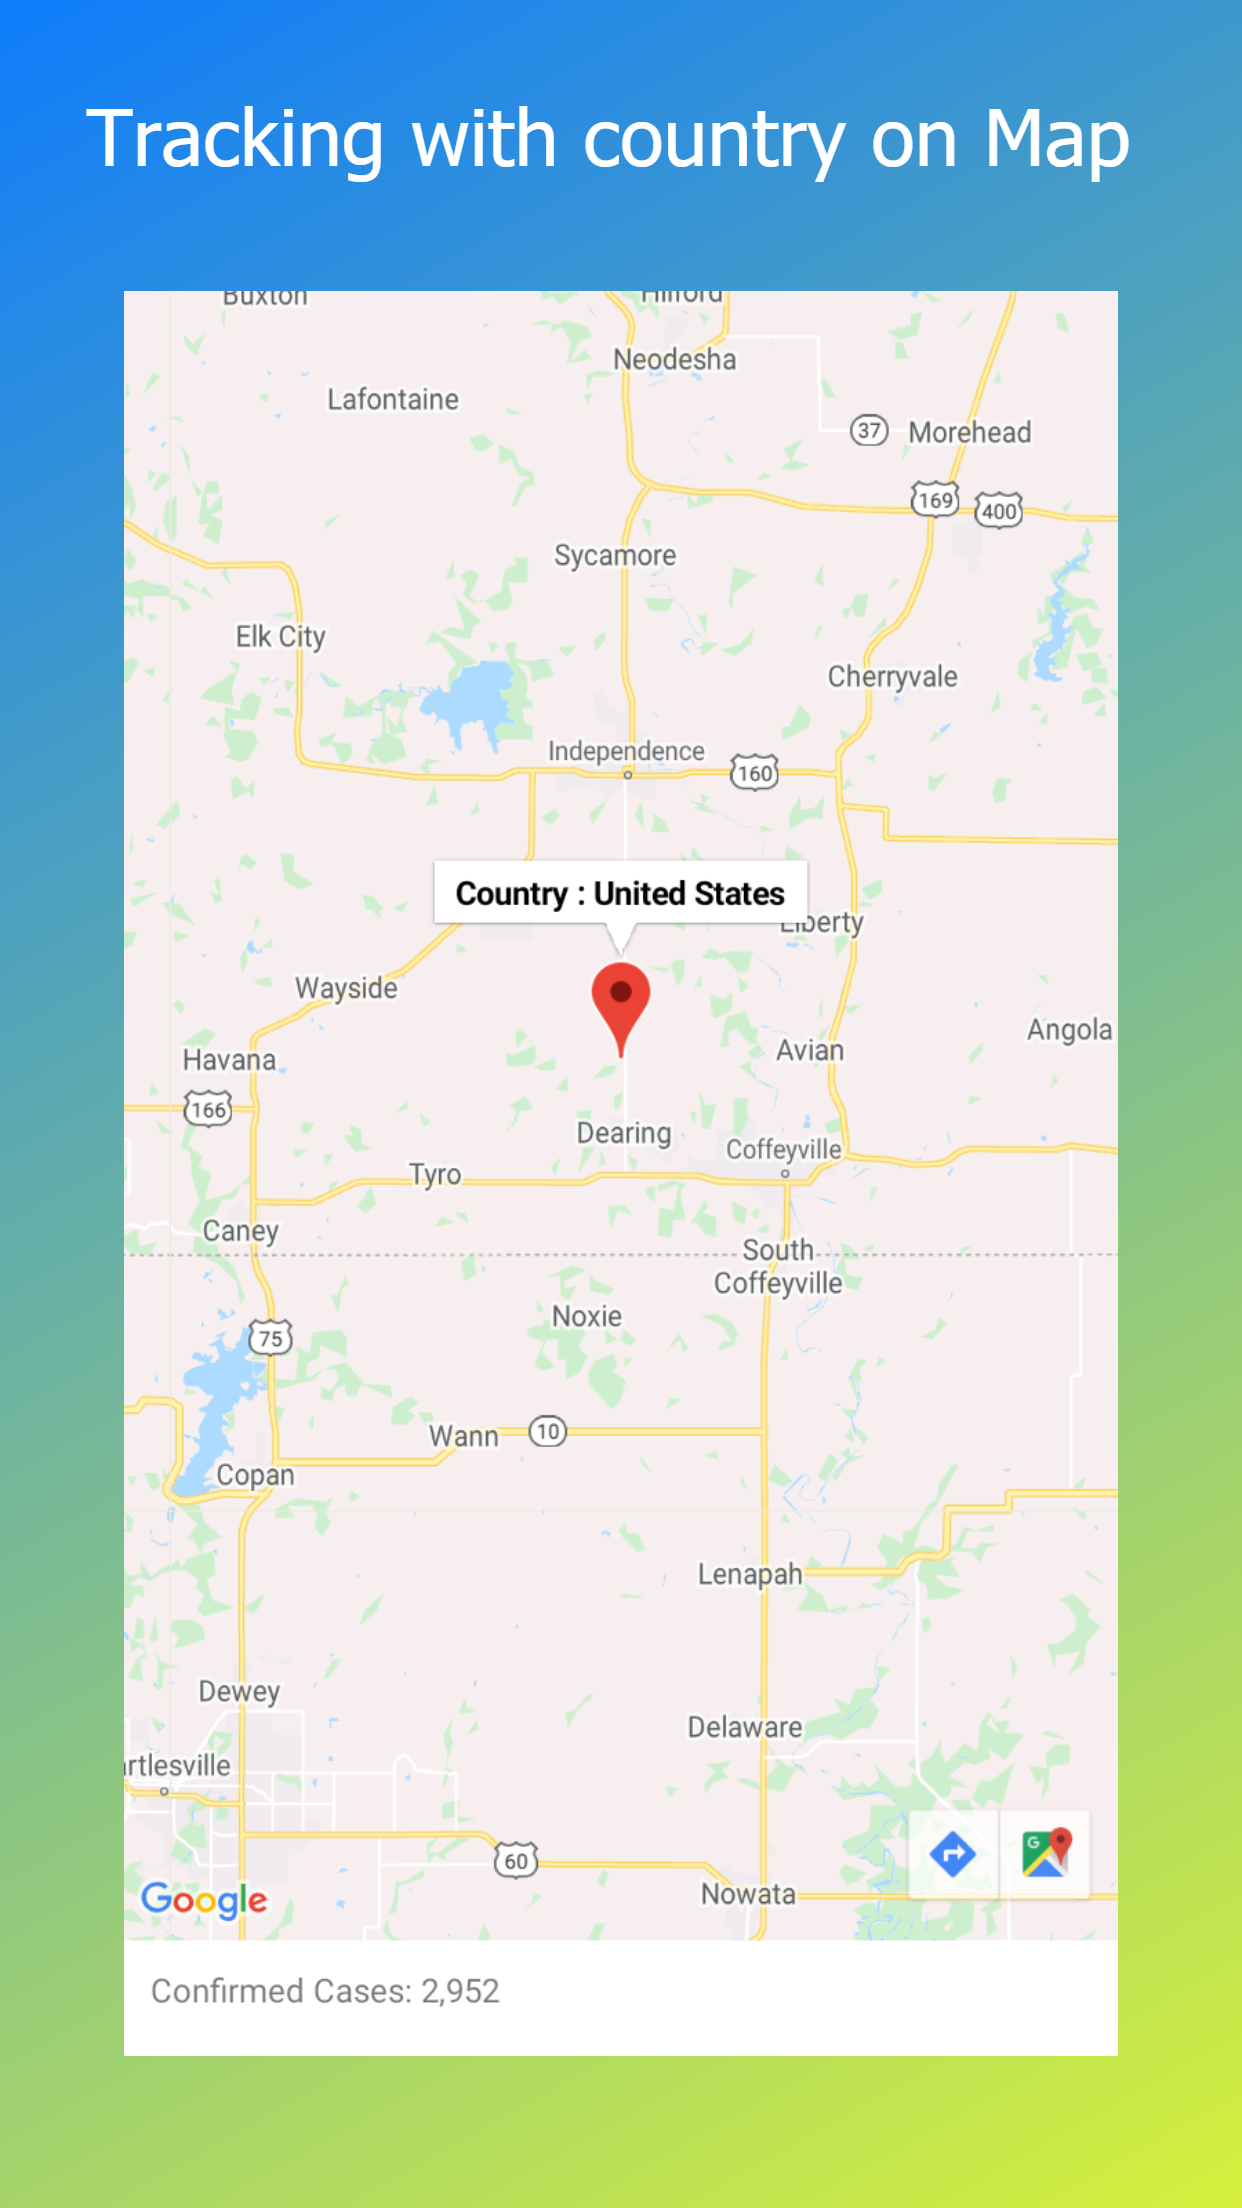 Tracking with country on Map
Buxton
Neodesha
Lafontaine
37
Morehead
169
400
Sycamore
Elk City
Cherryvale
Independence
160
Country : United States
Liberty
Wayside
Angola
Avian
Havana
166
Dearing
Coffeyville
Tyro
Caney
South
Coffeyville
Noxie
75
Wann
10
Copan
Lenapah
Dewey
Delaware
rtlesville
G
60
Nowata
Google
Confirmed Cases: 2,952